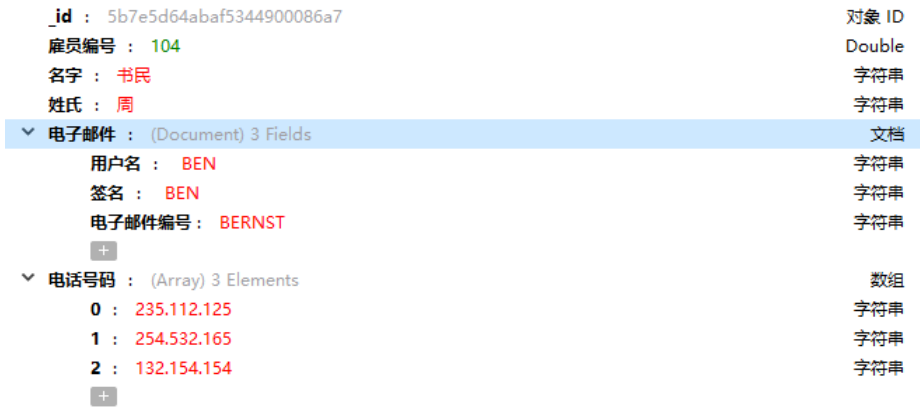 _id : 5b7e5d64abaf5344900086a7 对象 ID
雇员编号 : 104 Double
名字 : 书民 字符串
姓氏 : 周 字符串
电子邮件 : (Document) 3 Fields 文档
用户名 : BEN 字符串
签名 : BEN 字符串
电子邮件编号 : BERNST 字符串
+
电话号码 : (Array) 3 Elements 数组
0 : 235.112.125 字符串
1 : 254.532.165 字符串
2 : 132.154.154 字符串
+